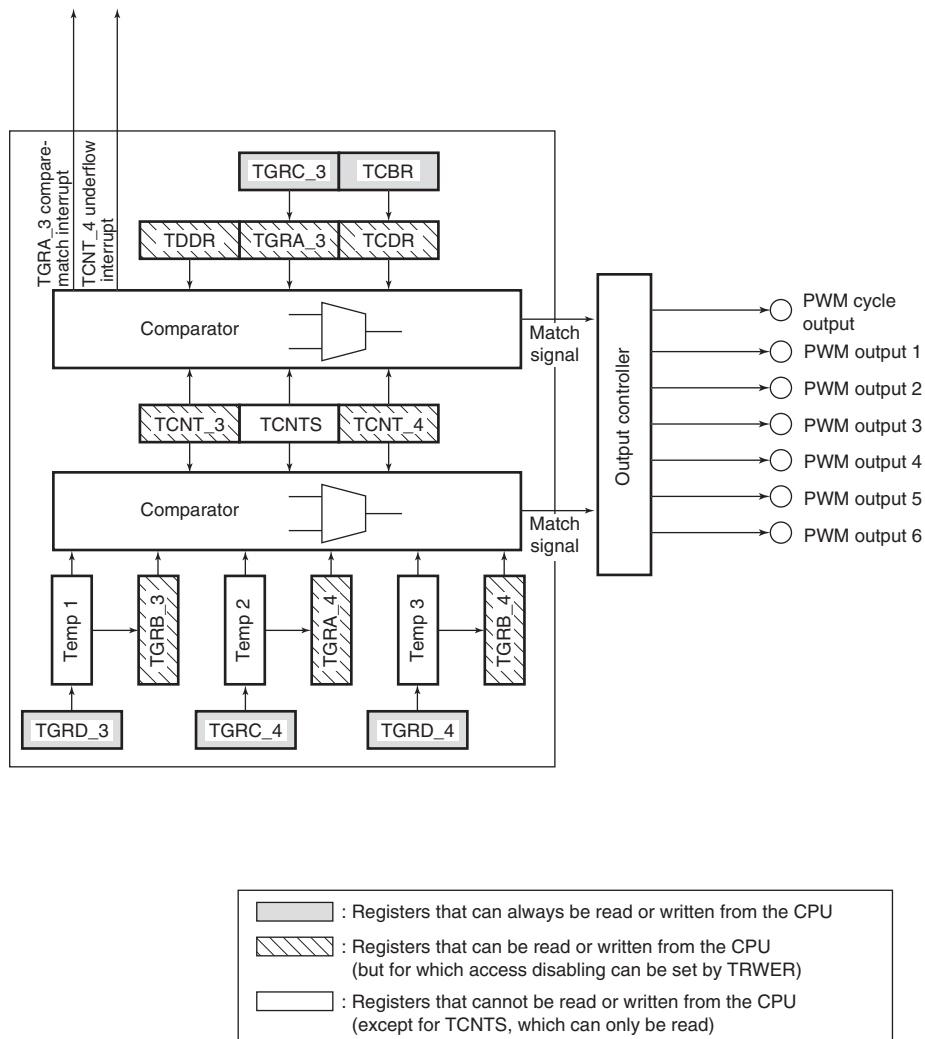 TGRA_3 compare-
match interrupt
TCNT_4 underflow
interrupt
TGRC_3
TCBR
TDDR
TGRA_3
TCDR
Comparator
Match
signal
TCNT_3
TCNTS
TCNT_4
Comparator
Match
signal
Output controller
PWM cycle
output
PWM output 1
PWM output 2
PWM output 3
PWM output 4
PWM output 5
PWM output 6
Temp 1
TGRB_3
Temp 2
TGRA_4
Temp 3
TGRB_4
TGRD_3
TGRC_4
TGRD_4
: Registers that can always be read or written from the CPU
: Registers that can be read or written from the CPU
(but for which access disabling can be set by TRWER)
: Registers that cannot be read or written from the CPU
(except for TCNTS, which can only be read)